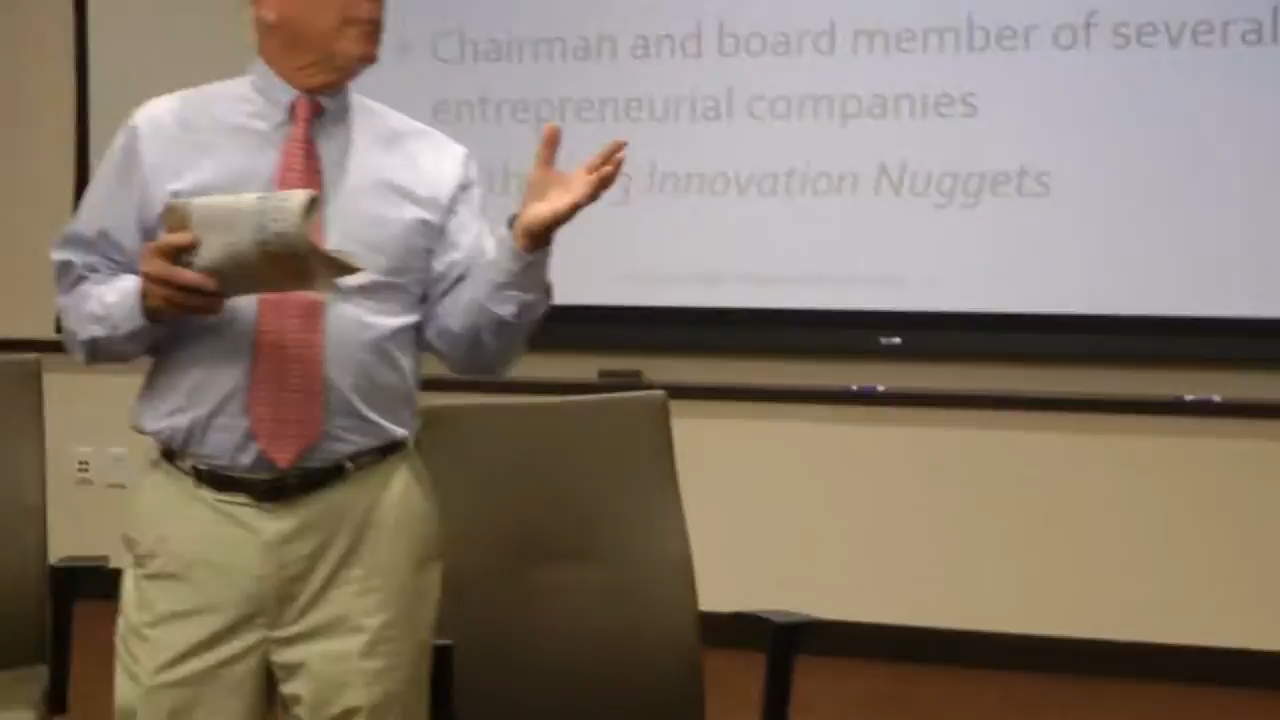 Chairman and board member of several
entrepreneurial companies
Innovation Nuggets